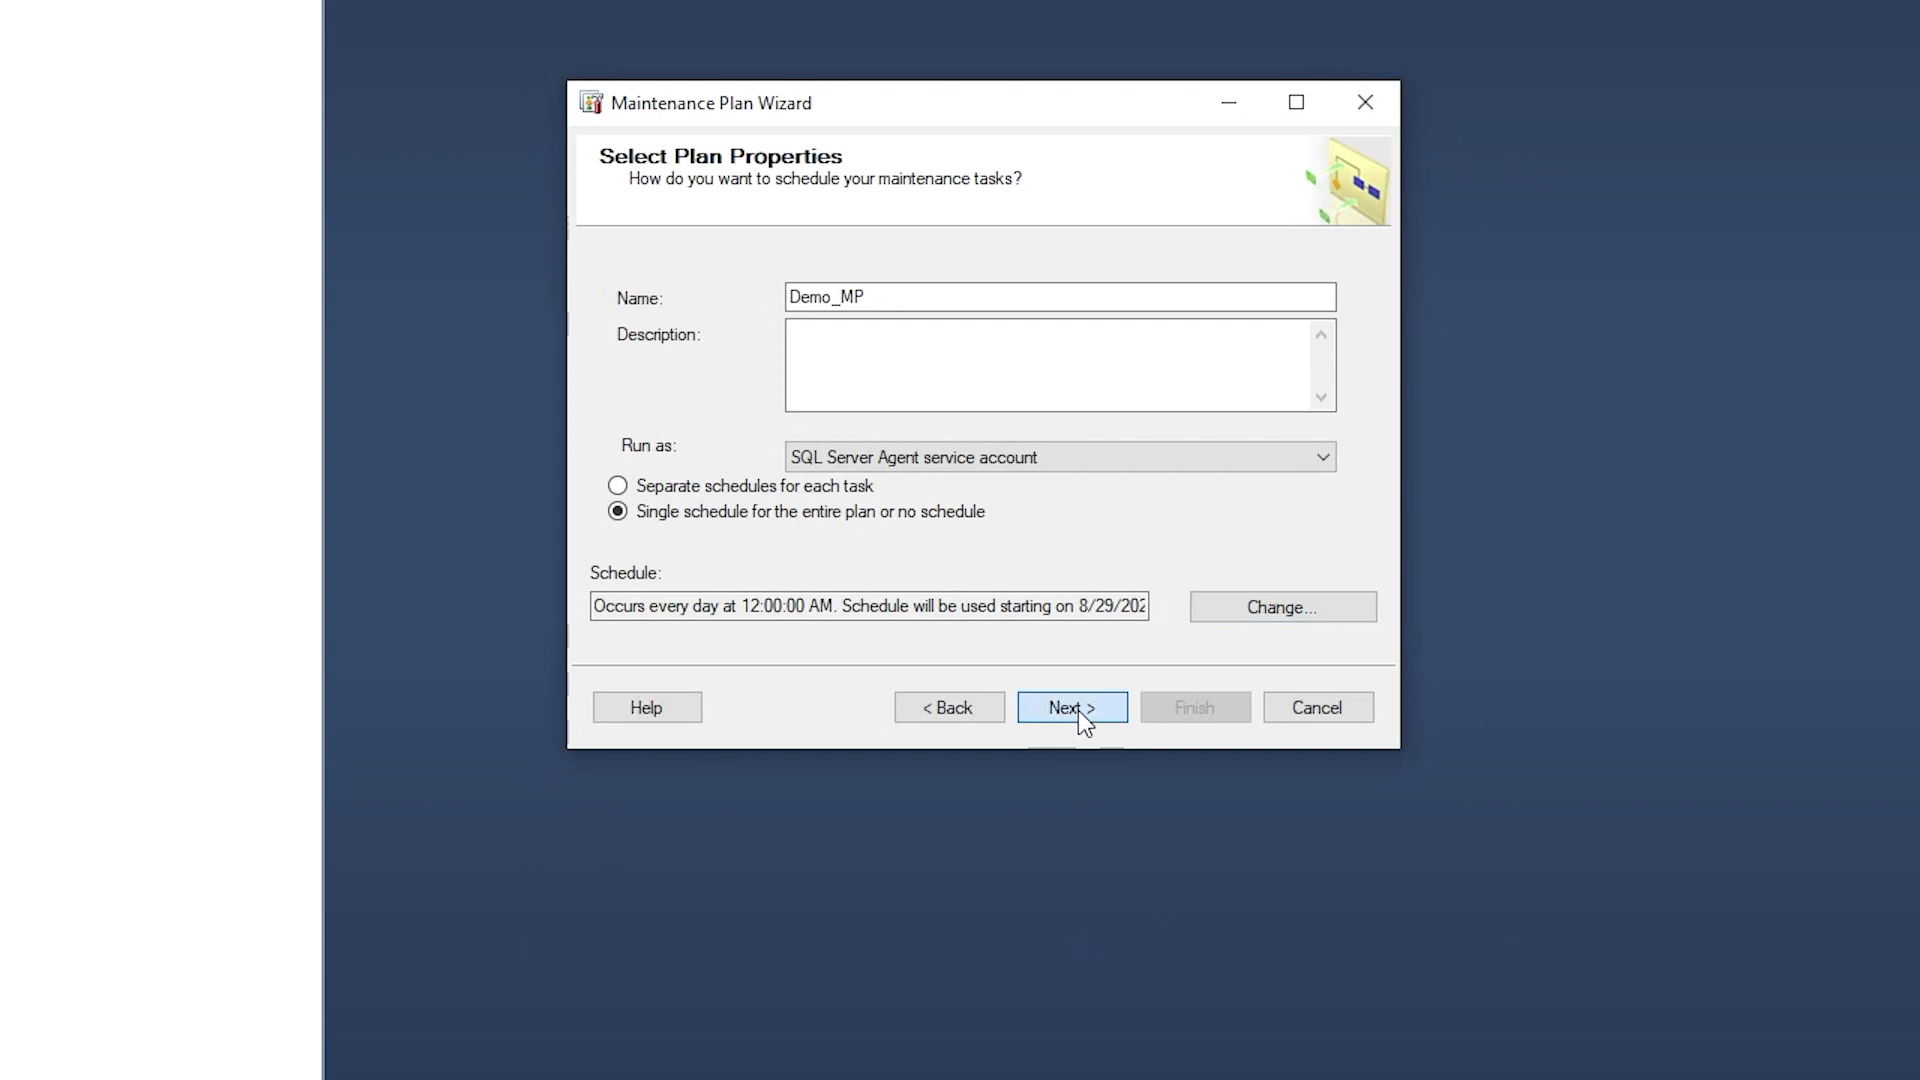 Maintenance Plan Wizard
Select Plan Properties
How do you want to schedule your maintenance tasks?
Name:
Demo_MP
Description:
Run as:
SQL Server Agent service account
Separate schedules for each task
Single schedule for the entire plan or no schedule
Schedule:
Occurs every day at 12:00:00 AM. Schedule will be used starting on 8/29/202
Change...
Help
< Back
Next >
Finish
Cancel